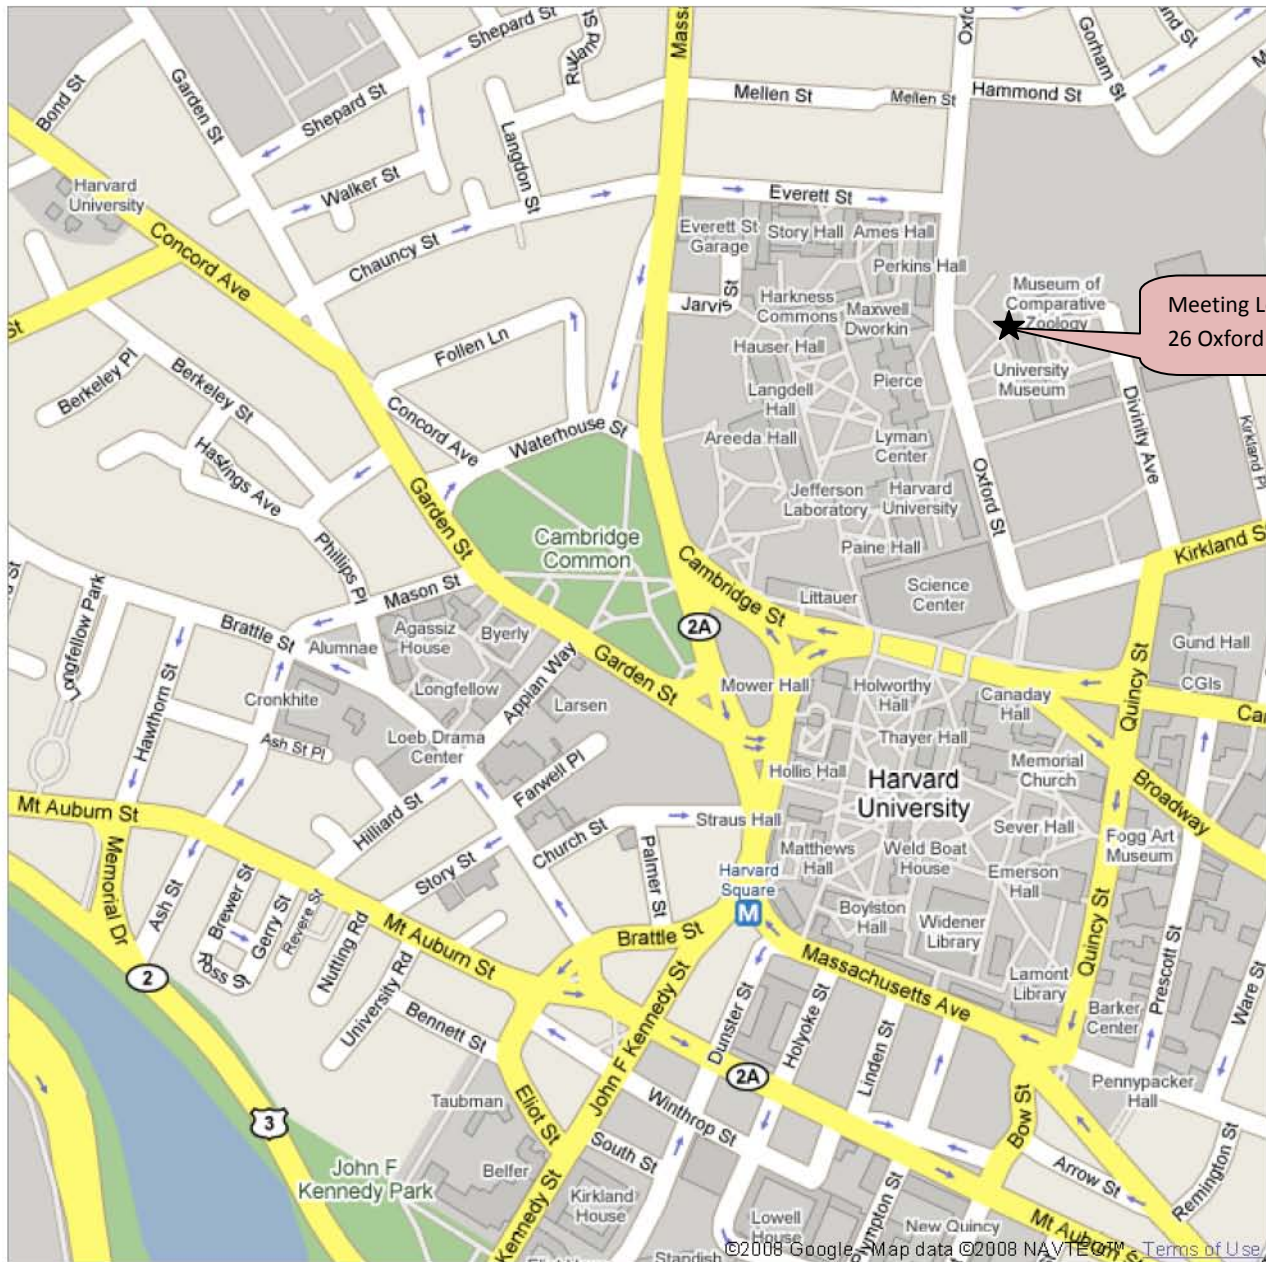 Shepard St
Garden St
Bond St
Shepard St
Mellen St
Mellen St
Hammond St
Gorham St
Langdon St
Walker St
Everett St
Harvard
University
Chauncy St
Concord Ave
Everett St
Garage
Story Hall
Ames Hall
Perkins Hall
Jarvis St
Harkness
Commons
Maxwell
Dworkin
Museum of
Comparative
Zoology
Meeting L
26 Oxford
Follen Ln
Hauser Hall
Langdell
Hall
Pierce
University
Museum
Berkeley Pl
Berkeley St
Concord Ave
Waterhouse St
Areeda Hall
Lyman
Center
Divinity Ave
Kirkland Pl
Hastings Ave
Garden St
Jefferson
Laboratory
Harvard
University
Oxford St
Cambridge
Common
Paine Hall
Kirkland S
Phillips Pl
Mason St
Cambridge St
Science
Center
Littauer
2A
Longfellow Park
Brattle St
Alumnae
Agassiz
House
Byerly
Garden St
Gund Hall
Hawthorn St
Cronkhite
Longfellow
Appian Way
Larsen
Mower Hall
Holworthy
Hall
Canaday
Hall
Quincy St
CGIs
Ash St Pl
Loeb Drama
Center
Thayer Hall
Memorial
Church
Farwell Pl
Hollis Hall
Harvard
University
Broadway
Mt Auburn St
Hilliard St
Church St
Straus Hall
Sever Hall
Fogg Art
Museum
Memorial Dr
Story St
Palmer St
Matthews
Hall
Weld Boat
House
Emerson
Hall
Harvard
Square
M
Ash St
Brewer St
Gerry St
Revere St
Foss St
Nutting Rd
University Rd
Mt Auburn St
Brattle St
Boylston
Hall
Widener
Library
Quincy St
Prescott St
Ware St
2
Massachusetts Ave
Lamont
Library
Barker
Center
Bennett St
John F Kennedy St
Dunster St
Holyoke St
Linden St
2A
Pennypacker
Hall
3
Taubman
Eliot St
Winthrop St
Bow St
South St
Arrow St
Remington St
John F
Kennedy Park
Belfer
Kirkland
House
Kennedy St
Lowell
House
New Quincy
Mt Auburn St
Standish
©2008 Google - Map data ©2008 NAVTEQ™ - Terms of Use